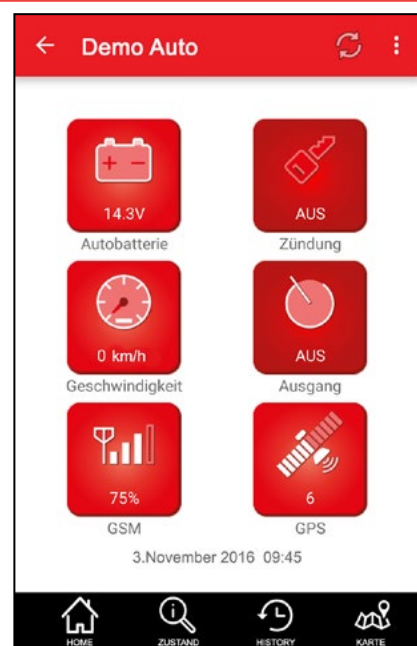 Demo Auto
14.3V
AUS
Autobatterie
Zündung
0 km/h
AUS
Geschwindigkeit
Ausgang
75%
6
GSM
GPS
3.November 2016 09:45
HOME
ZUSTAND
HISTORY
KARTE